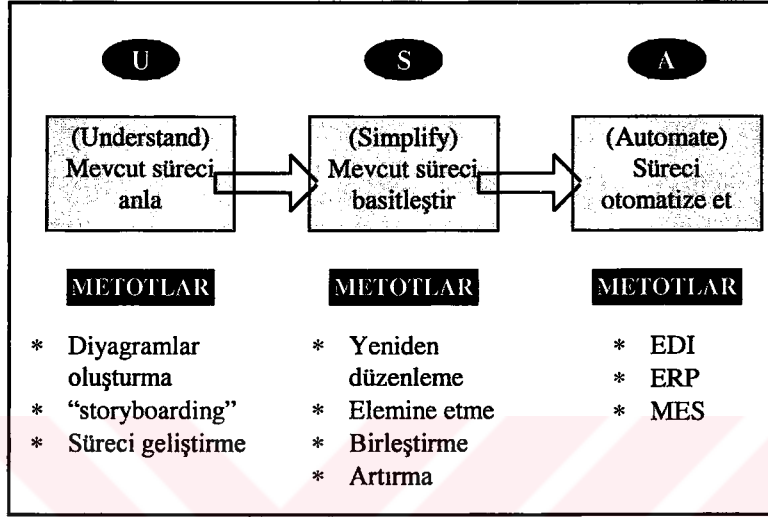 U
(Understand)
Mevcut süreci
anla
METOTLAR
* Diyagramlar
oluşturma
* “storyboarding”
* Süreci geliştirme
S
(Simplify)
Mevcut süreci
basitleştir
METOTLAR
* Yeniden
düzenleme
* Elemine etme
* Birleştirme
* Artırma
A
(Automate)
Süreci
otomatize et
METOTLAR
* EDI
* ERP
* MES